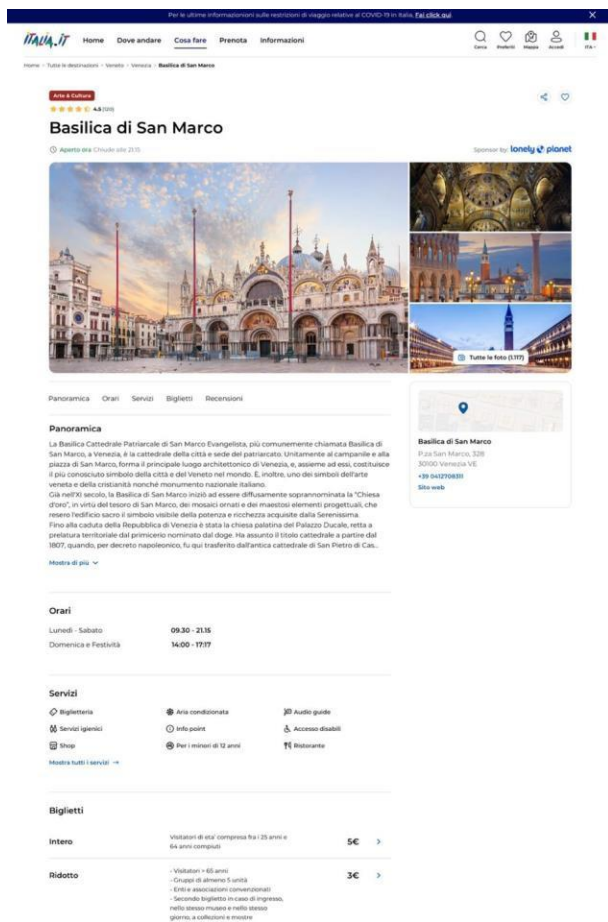 Per le ultime informazionioni sulle restrizioni di viaggio relative al COVID-19 in Italia, Fai click qui
ITALIA.IT
Home Dove andare Cosa fare Prenota Informazioni
Cerca Preferiti Mappa Accedi ITA
Home > Tutte le destinazioni > Veneto > Venezia > Basilica di San Marco
Arte & Cultura
4.5 (120)
Basilica di San Marco
Aperto ora Chiude alle 21:15
Sponsor by: lonely planet
Tutte le foto (1.117)
Panoramica Orari Servizi Biglietti Recensioni
Panoramica
La Basilica Cattedrale Patriarcale di San Marco Evangelista, più comunemente chiamata Basilica di
San Marco, a Venezia, è la cattedrale della città e sede del patriarcato. Unitamente al campanile e alla
piazza di San Marco, forma il principale luogo architettonico di Venezia, e, assieme ad essi, costituisce
il più conosciuto simbolo della città e del Veneto nel mondo. È, inoltre, uno dei simboli dell'arte
veneta e della cristianità nonché monumento nazionale italiano.
Già nell'XI secolo, la Basilica di San Marco iniziò ad essere diffusamente soprannominata la "Chiesa
d'oro", in virtù del tesoro di San Marco, dei mosaici ornati e dei maestosi elementi progettuali, che
resero l'edificio sacro il simbolo visibile della potenza e ricchezza acquisite dalla Serenissima.
Fino alla caduta della Repubblica di Venezia è stata la chiesa palatina del Palazzo Ducale, retta a
prelatura territoriale dal primicerio nominato dal doge. Ha assunto il titolo cattedrale a partire dal
1807, quando, per decreto napoleonico, fu qui trasferito dall'antica cattedrale di San Pietro di Cas...
Mostra di più
Basilica di San Marco
P.za San Marco, 328
30100 Venezia VE
+39 0412708311
Sito web
Orari
Lunedì - Sabato 09.30 - 21.15
Domenica e Festività 14:00 - 17:17
Servizi
Biglietteria Aria condizionata Audio guide
Servizi igienici Info point Accesso disabili
Shop Per i minori di 12 anni Ristorante
Mostra tutti i servizi →
Biglietti
Intero
Visitatori di eta' compresa fra i 25 anni e
64 anni compiuti
5€
Ridotto
- Visitatori > 65 anni
- Gruppi di almeno 5 unità
- Enti e associazioni convenzionati
- Secondo biglietto in caso di ingresso,
nello stesso museo e nello stesso
giorno, a collezioni e mostre
3€